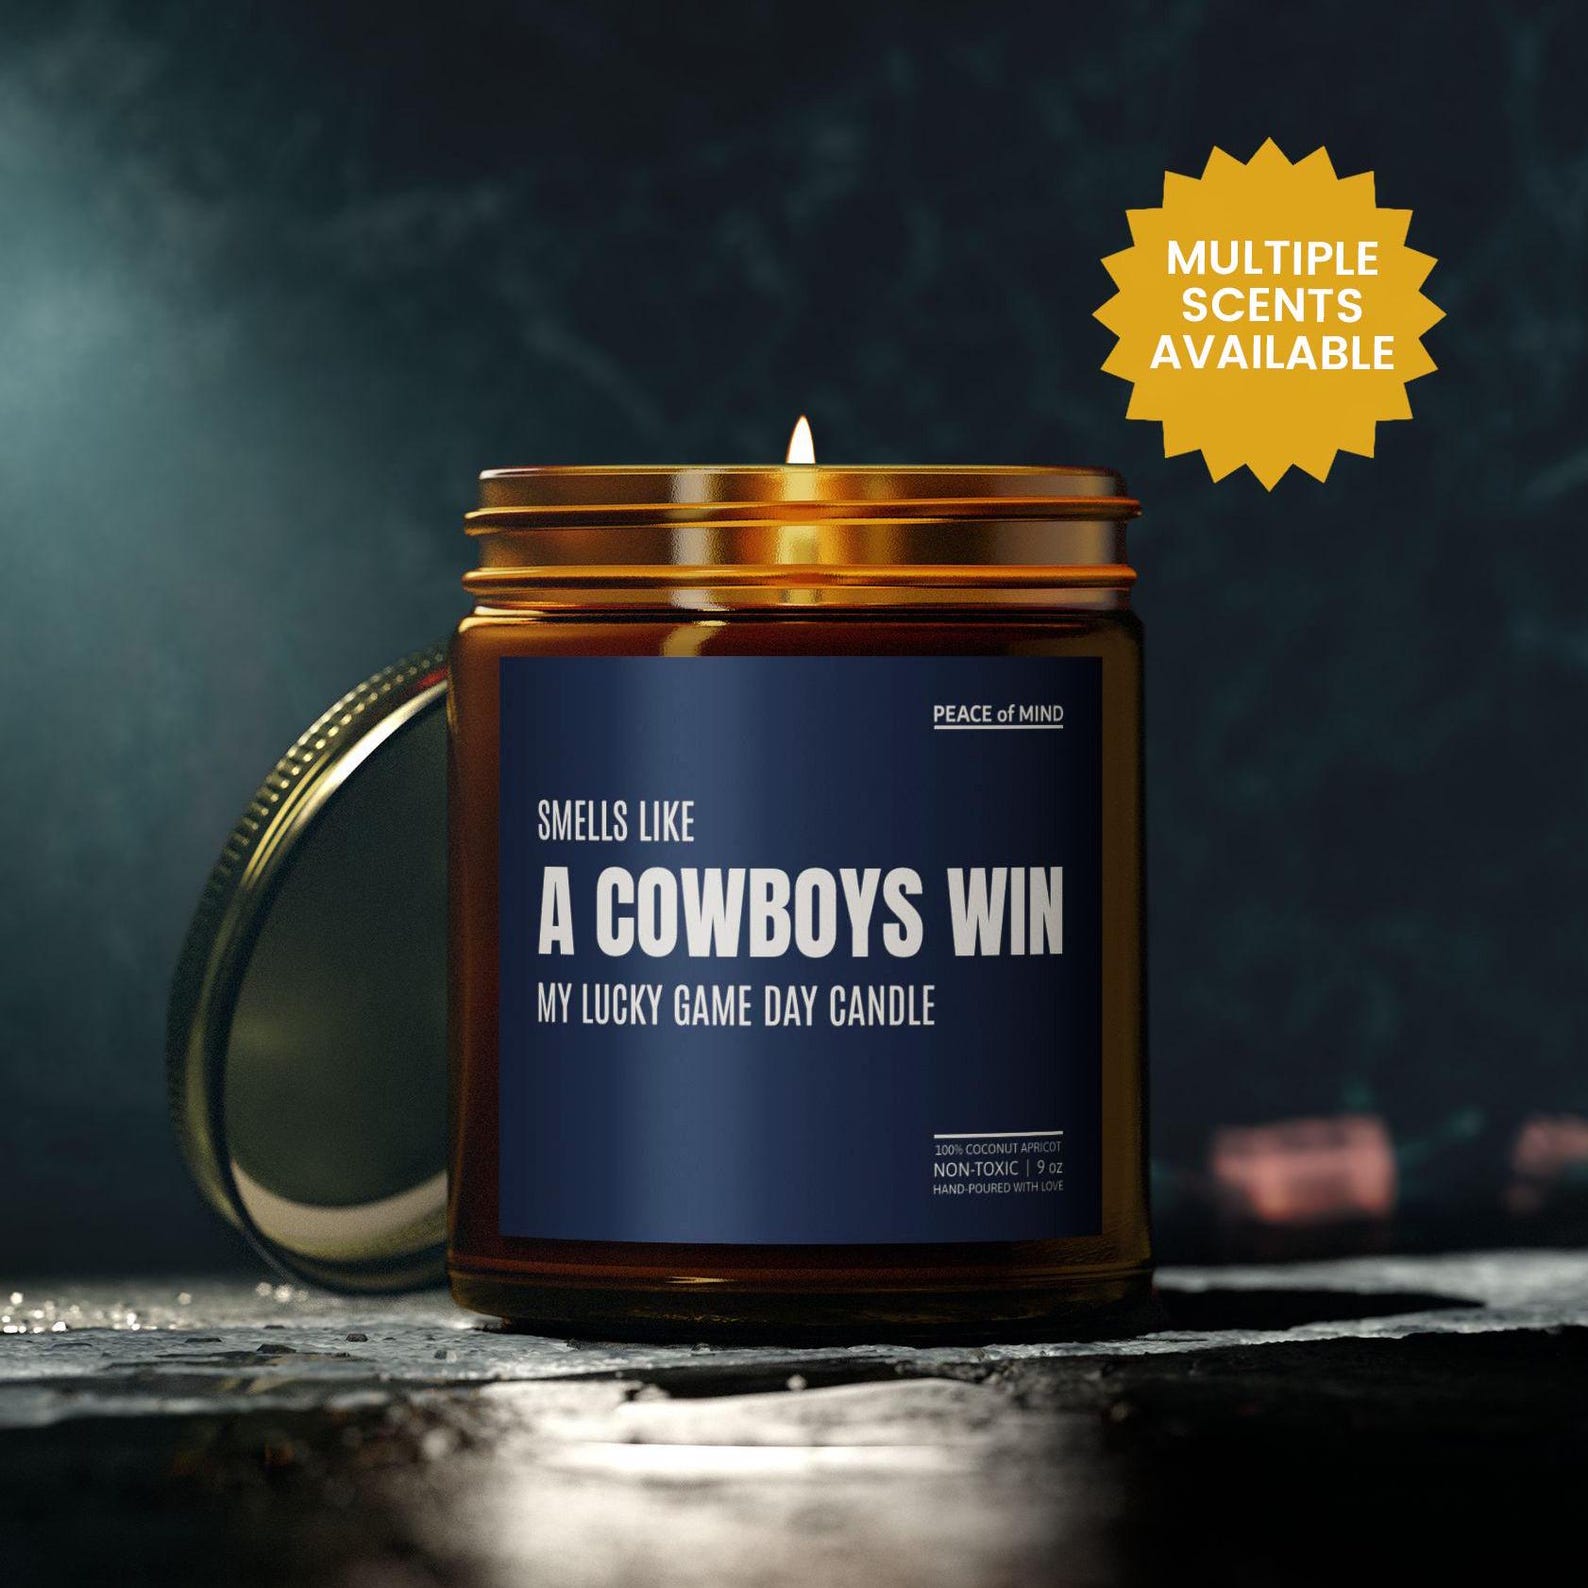 MULTIPLE
SCENTS
AVAILABLE
PEACE of MIND
SMELLS LIKE
A COWBOYS WIN
MY LUCKY GAME DAY CANDLE
100% COCONUT APRICOT
NON-TOXIC | 9 oz
HAND-POURED WITH LOVE